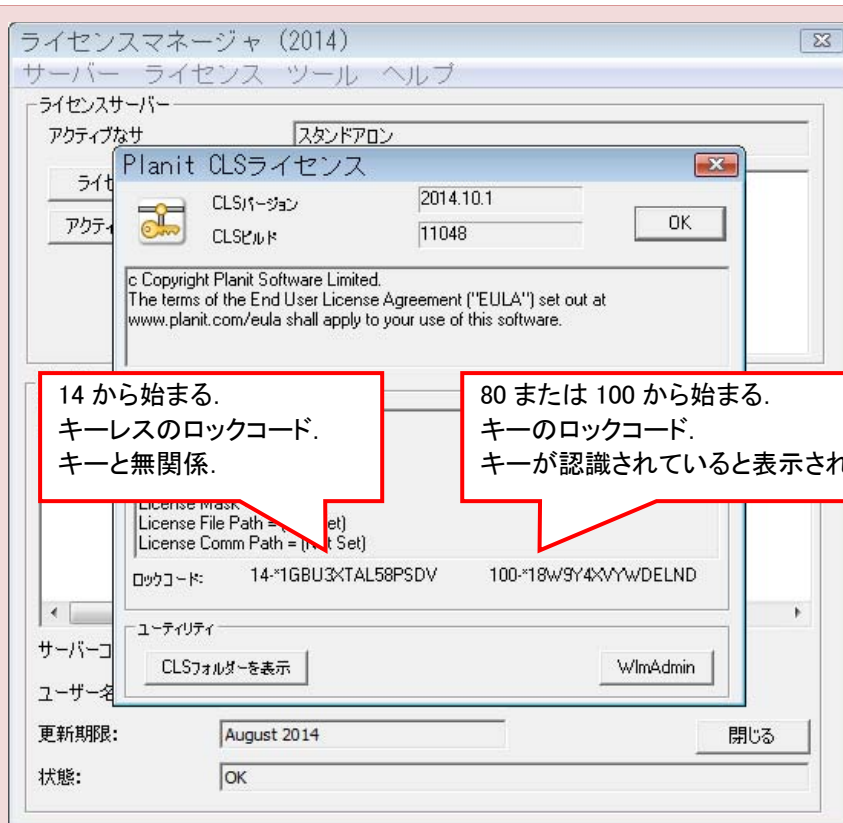 ライセンスマネージャ (2014)
サーバー ライセンス ツール ヘルプ
ライセンスサーバー
アクティブなサ スタンドアロン
Planit CLSライセンス
ライセ
CLSバージョン 2014.10.1
OK
アクティ
CLSビルド 11048
c Copyright Planit Software Limited.
The terms of the End User License Agreement ("EULA") set out at
www.planit.com/eula shall apply to your use of this software.
14 から始まる.
キーレスのロックコード.
キーと無関係.
80 または 100 から始まる.
キーのロックコード.
キーが認識されていると表示され
License Mask
License File Path = (
et)
License Comm Path = (N
t Set)
ロックコード: 14-*1GBU3XTAL58PSDV 100-*18W9Y4XVYWDELND
ユーティリティ
サーバーコ
CLSフォルダーを表示 WlmAdmin
ユーザー名
更新期限: August 2014 閉じる
状態: OK